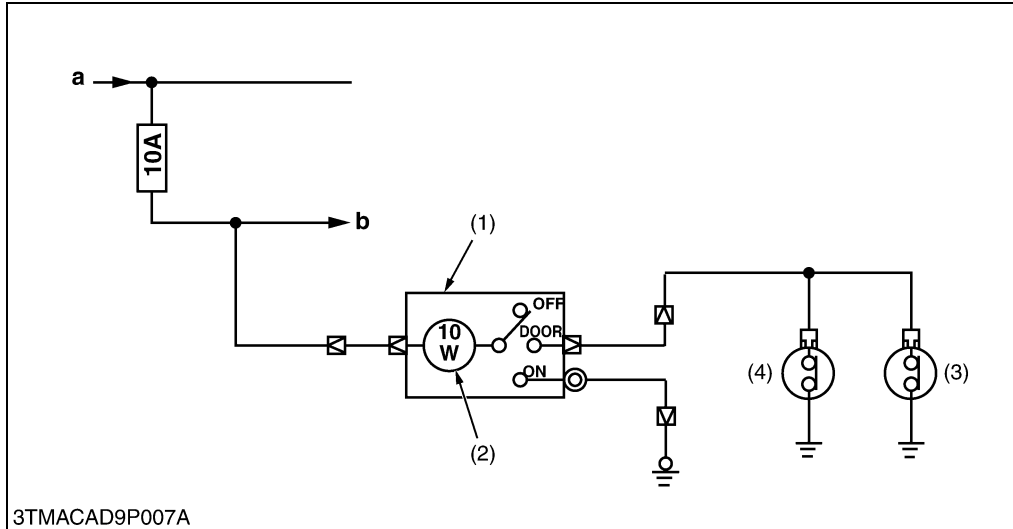 a
10A
b
(1)
OFF
10
W
DOOR
ON
(4)
(3)
(2)
3TMACAD9P007A